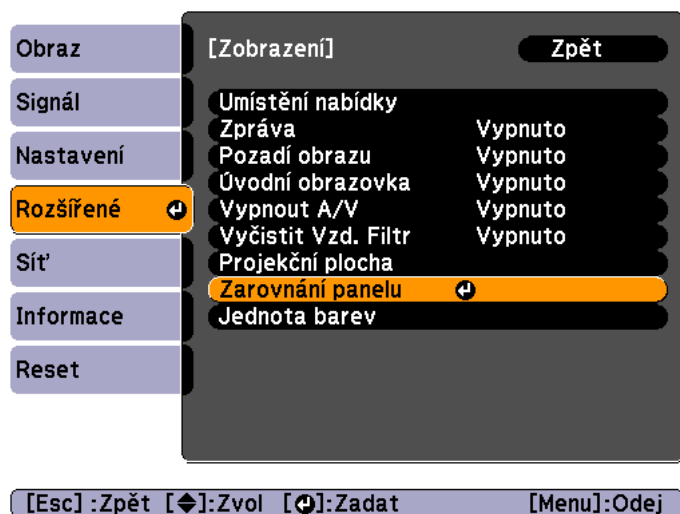 Obraz
Signál
Nastavení
Rozšířené
Síť
Informace
Reset
[Zobrazení] Zpět
Umístění nabídky
Zpráva Vypnuto
Pozadí obrazu Vypnuto
Úvodní obrazovka Vypnuto
Vypnout A/V Vypnuto
Vyčistit Vzd. Filtr Vypnuto
Projekční plocha
Zarovnání panelu
Jednota barev
[Esc] :Zpět [◆]:Zvol [↵]:Zadat [Menu]:Odej